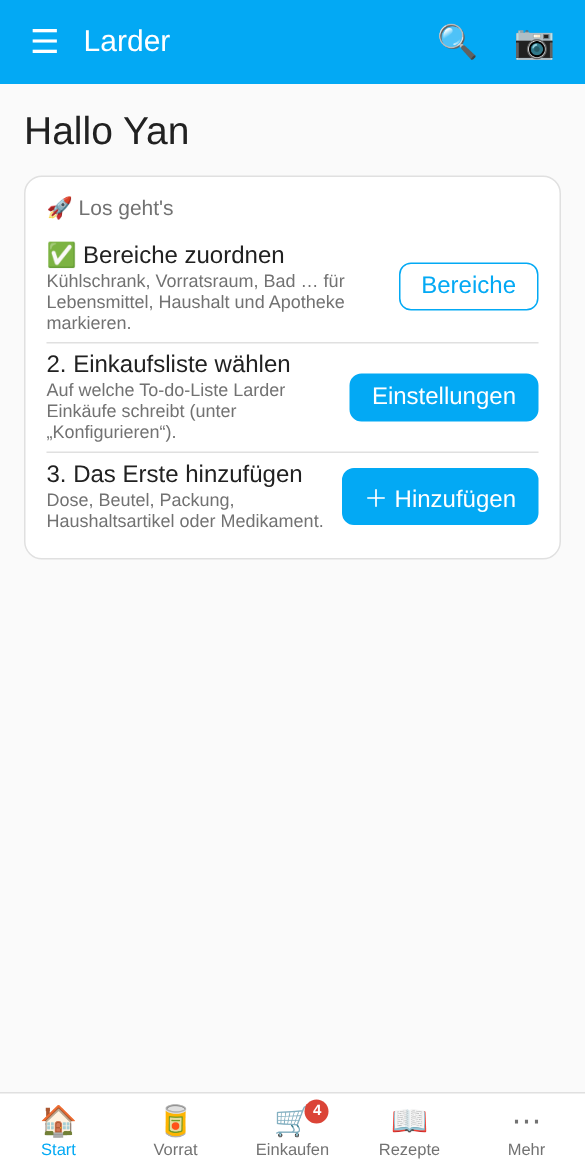 ☰ Larder 🔍 📷
Hallo Yan
🚀 Los geht's
✅ Bereiche zuordnen
Kühlschrank, Vorratsraum, Bad … für
Lebensmittel, Haushalt und Apotheke
markieren.
Bereiche
2. Einkaufsliste wählen
Auf welche To-do-Liste Larder
Einkäufe schreibt (unter
„Konfigurieren“).
Einstellungen
3. Das Erste hinzufügen
Dose, Beutel, Packung,
Haushaltsartikel oder Medikament.
＋ Hinzufügen
4
Start
Vorrat
Einkaufen
Rezepte
⋯
Mehr